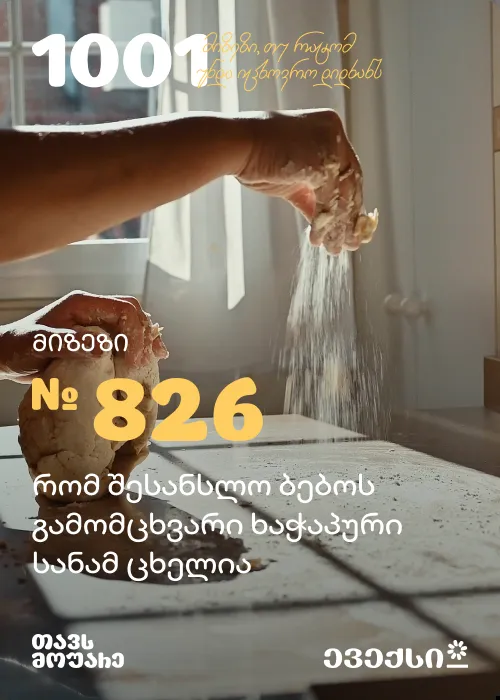 1001 მიზეზი, თუ რატომ
უნდა იცხოვრო დიდხანს
მიზეზი
№ 826
რომ შესანსლო ბებოს
გამომცხვარი ხაჭაპური
სანამ ცხელია
თავს
მოუარე
ევექსი